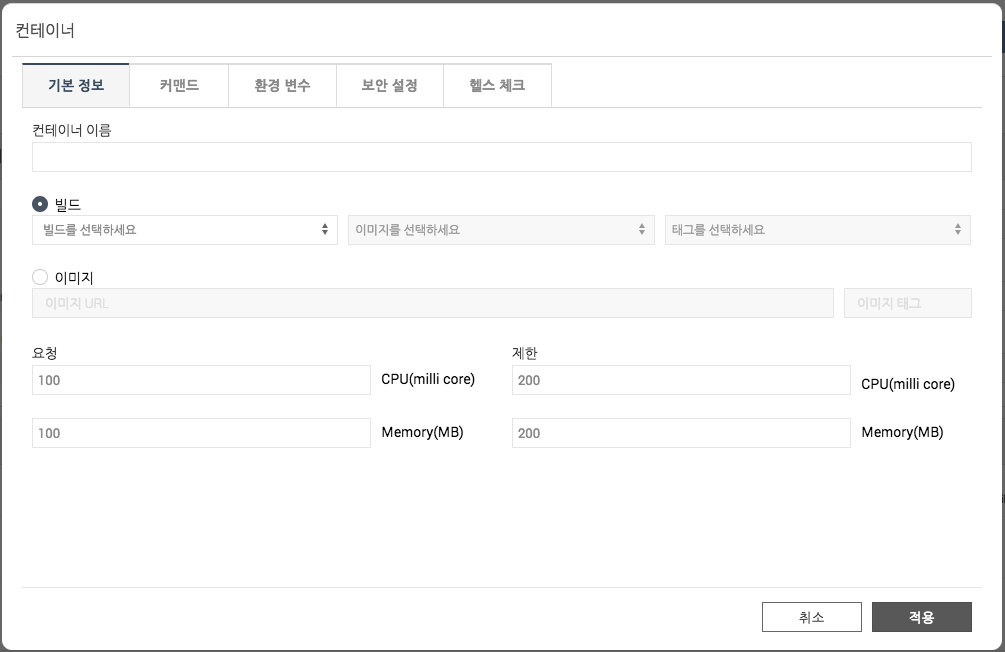 컨테이너
기본 정보 커맨드 환경 변수 보안 설정 헬스 체크
컨테이너 이름
빌드
빌드를 선택하세요 이미지를 선택하세요 태그를 선택하세요
이미지
이미지 URL 이미지 태그
요청 제한
100 CPU(milli core) 200 CPU(milli core)
100 Memory(MB) 200 Memory(MB)
취소 적용